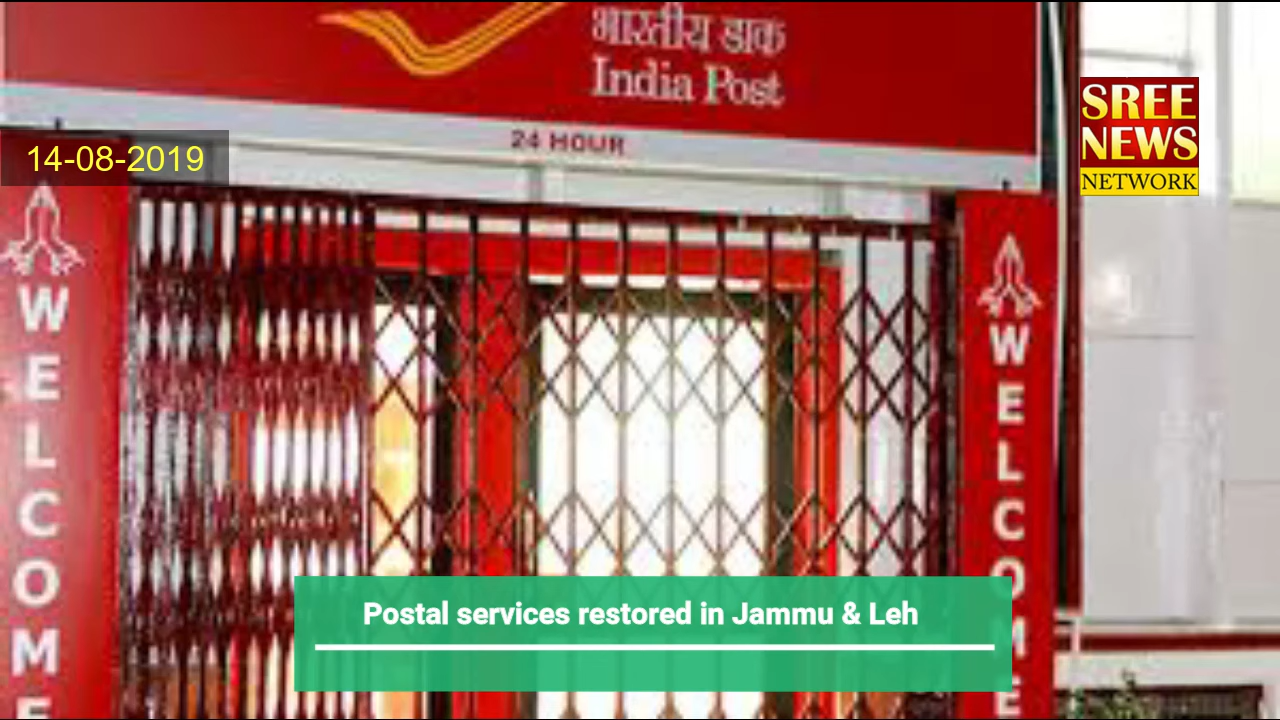 भारतीय डाक
India Post
24 HOUR
14-08-2019
SREE
NEWS
NETWORK
WELCOME
WELCOME
Postal services restored in Jammu & Leh